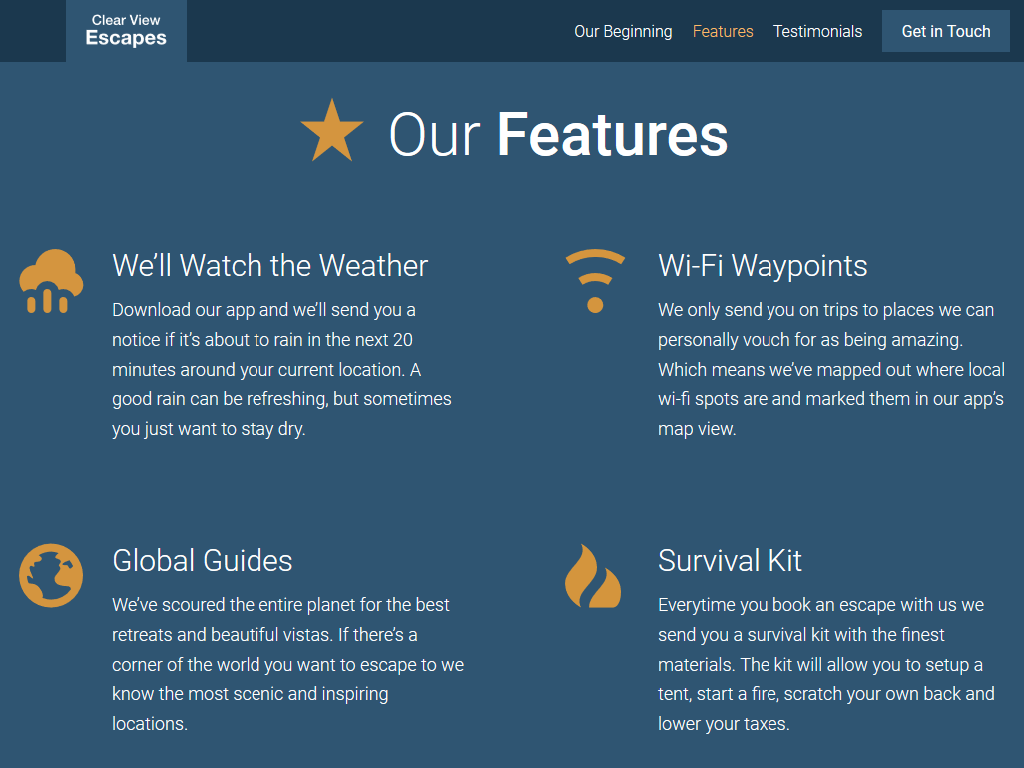 Clear View
Escapes
Our Beginning
Features
Testimonials
Get in Touch
Our Features
We’ll Watch the Weather
Download our app and we’ll send you a
notice if it’s about to rain in the next 20
minutes around your current location. A
good rain can be refreshing, but sometimes
you just want to stay dry.
Wi-Fi Waypoints
We only send you on trips to places we can
personally vouch for as being amazing.
Which means we’ve mapped out where local
wi-fi spots are and marked them in our app’s
map view.
Global Guides
We’ve scoured the entire planet for the best
retreats and beautiful vistas. If there’s a
corner of the world you want to escape to we
know the most scenic and inspiring
locations.
Survival Kit
Everytime you book an escape with us we
send you a survival kit with the finest
materials. The kit will allow you to setup a
tent, start a fire, scratch your own back and
lower your taxes.